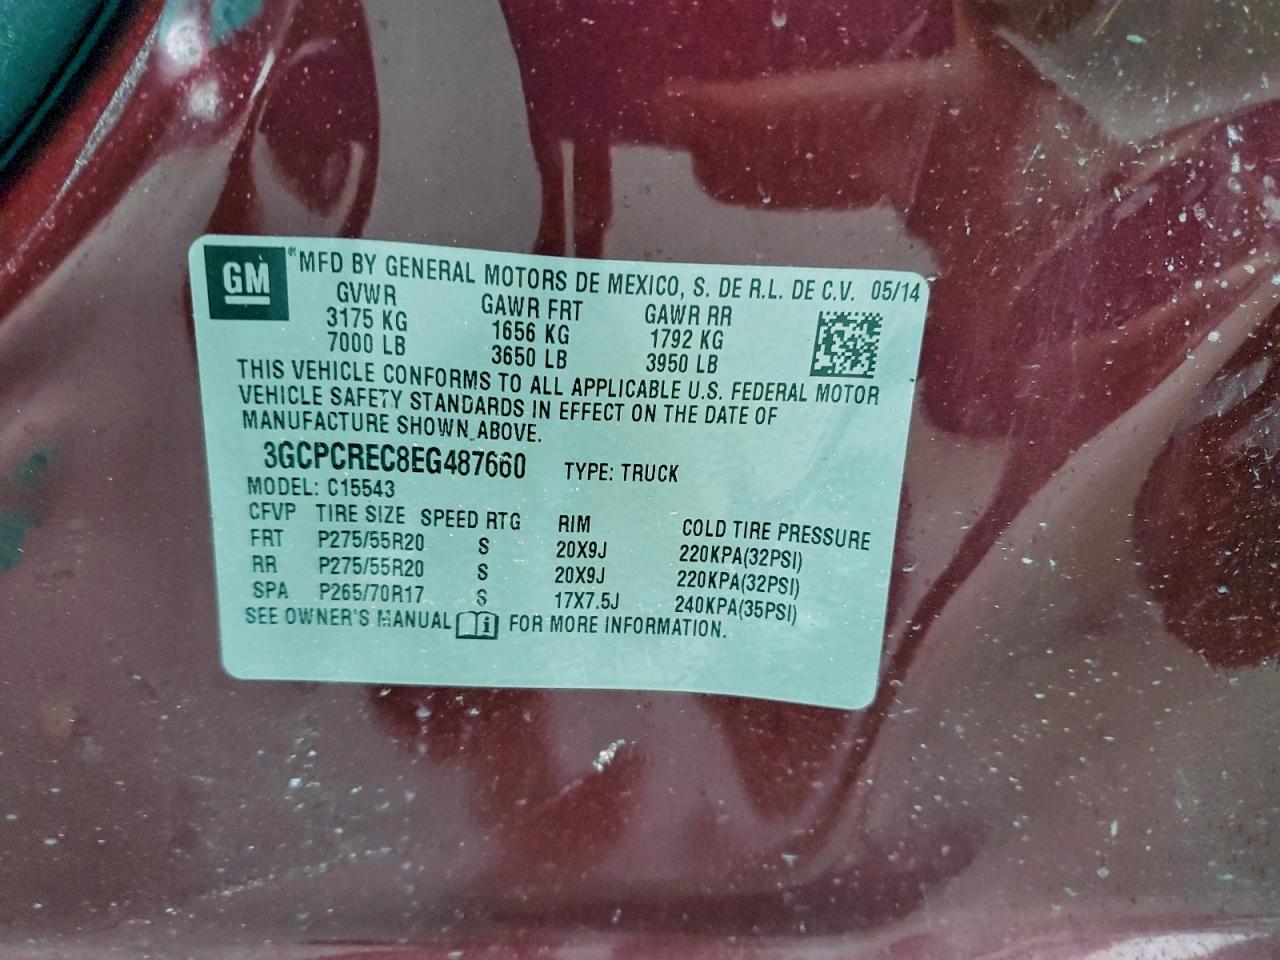 GM ® MFD BY GENERAL MOTORS DE MEXICO, S. DE R.L. DE C.V. 05/14
GVWR GAWR FRT GAWR RR
3175 KG 1656 KG 1792 KG
7000 LB 3650 LB 3950 LB
THIS VEHICLE CONFORMS TO ALL APPLICABLE U.S. FEDERAL MOTOR
VEHICLE SAFETY STANDARDS IN EFFECT ON THE DATE OF
MANUFACTURE SHOWN ABOVE.
3GCPCREC8EG487660 TYPE: TRUCK
MODEL: C15543
CFVP TIRE SIZE SPEED RTG RIM COLD TIRE PRESSURE
FRT P275/55R20 S 20X9J 220KPA(32PSI)
RR P275/55R20 S 20X9J 220KPA(32PSI)
SPA P265/70R17 S 17X7.5J 240KPA(35PSI)
SEE OWNER'S MANUAL i FOR MORE INFORMATION.